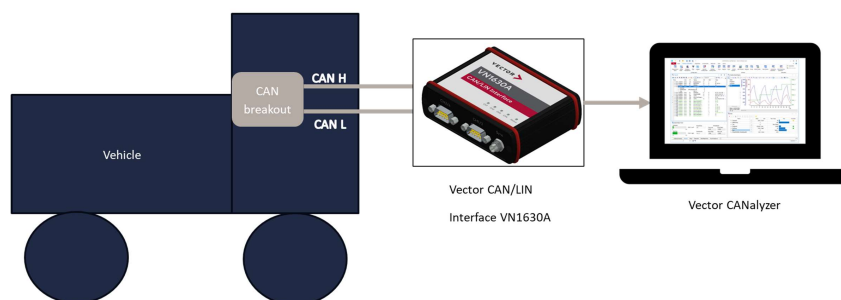 CAN
breakout
CAN H
CAN L
Vehicle
VECTOR
VN1630A
CAN/LIN Interface
Vector CAN/LIN
Interface VN1630A
Vector CANalyzer